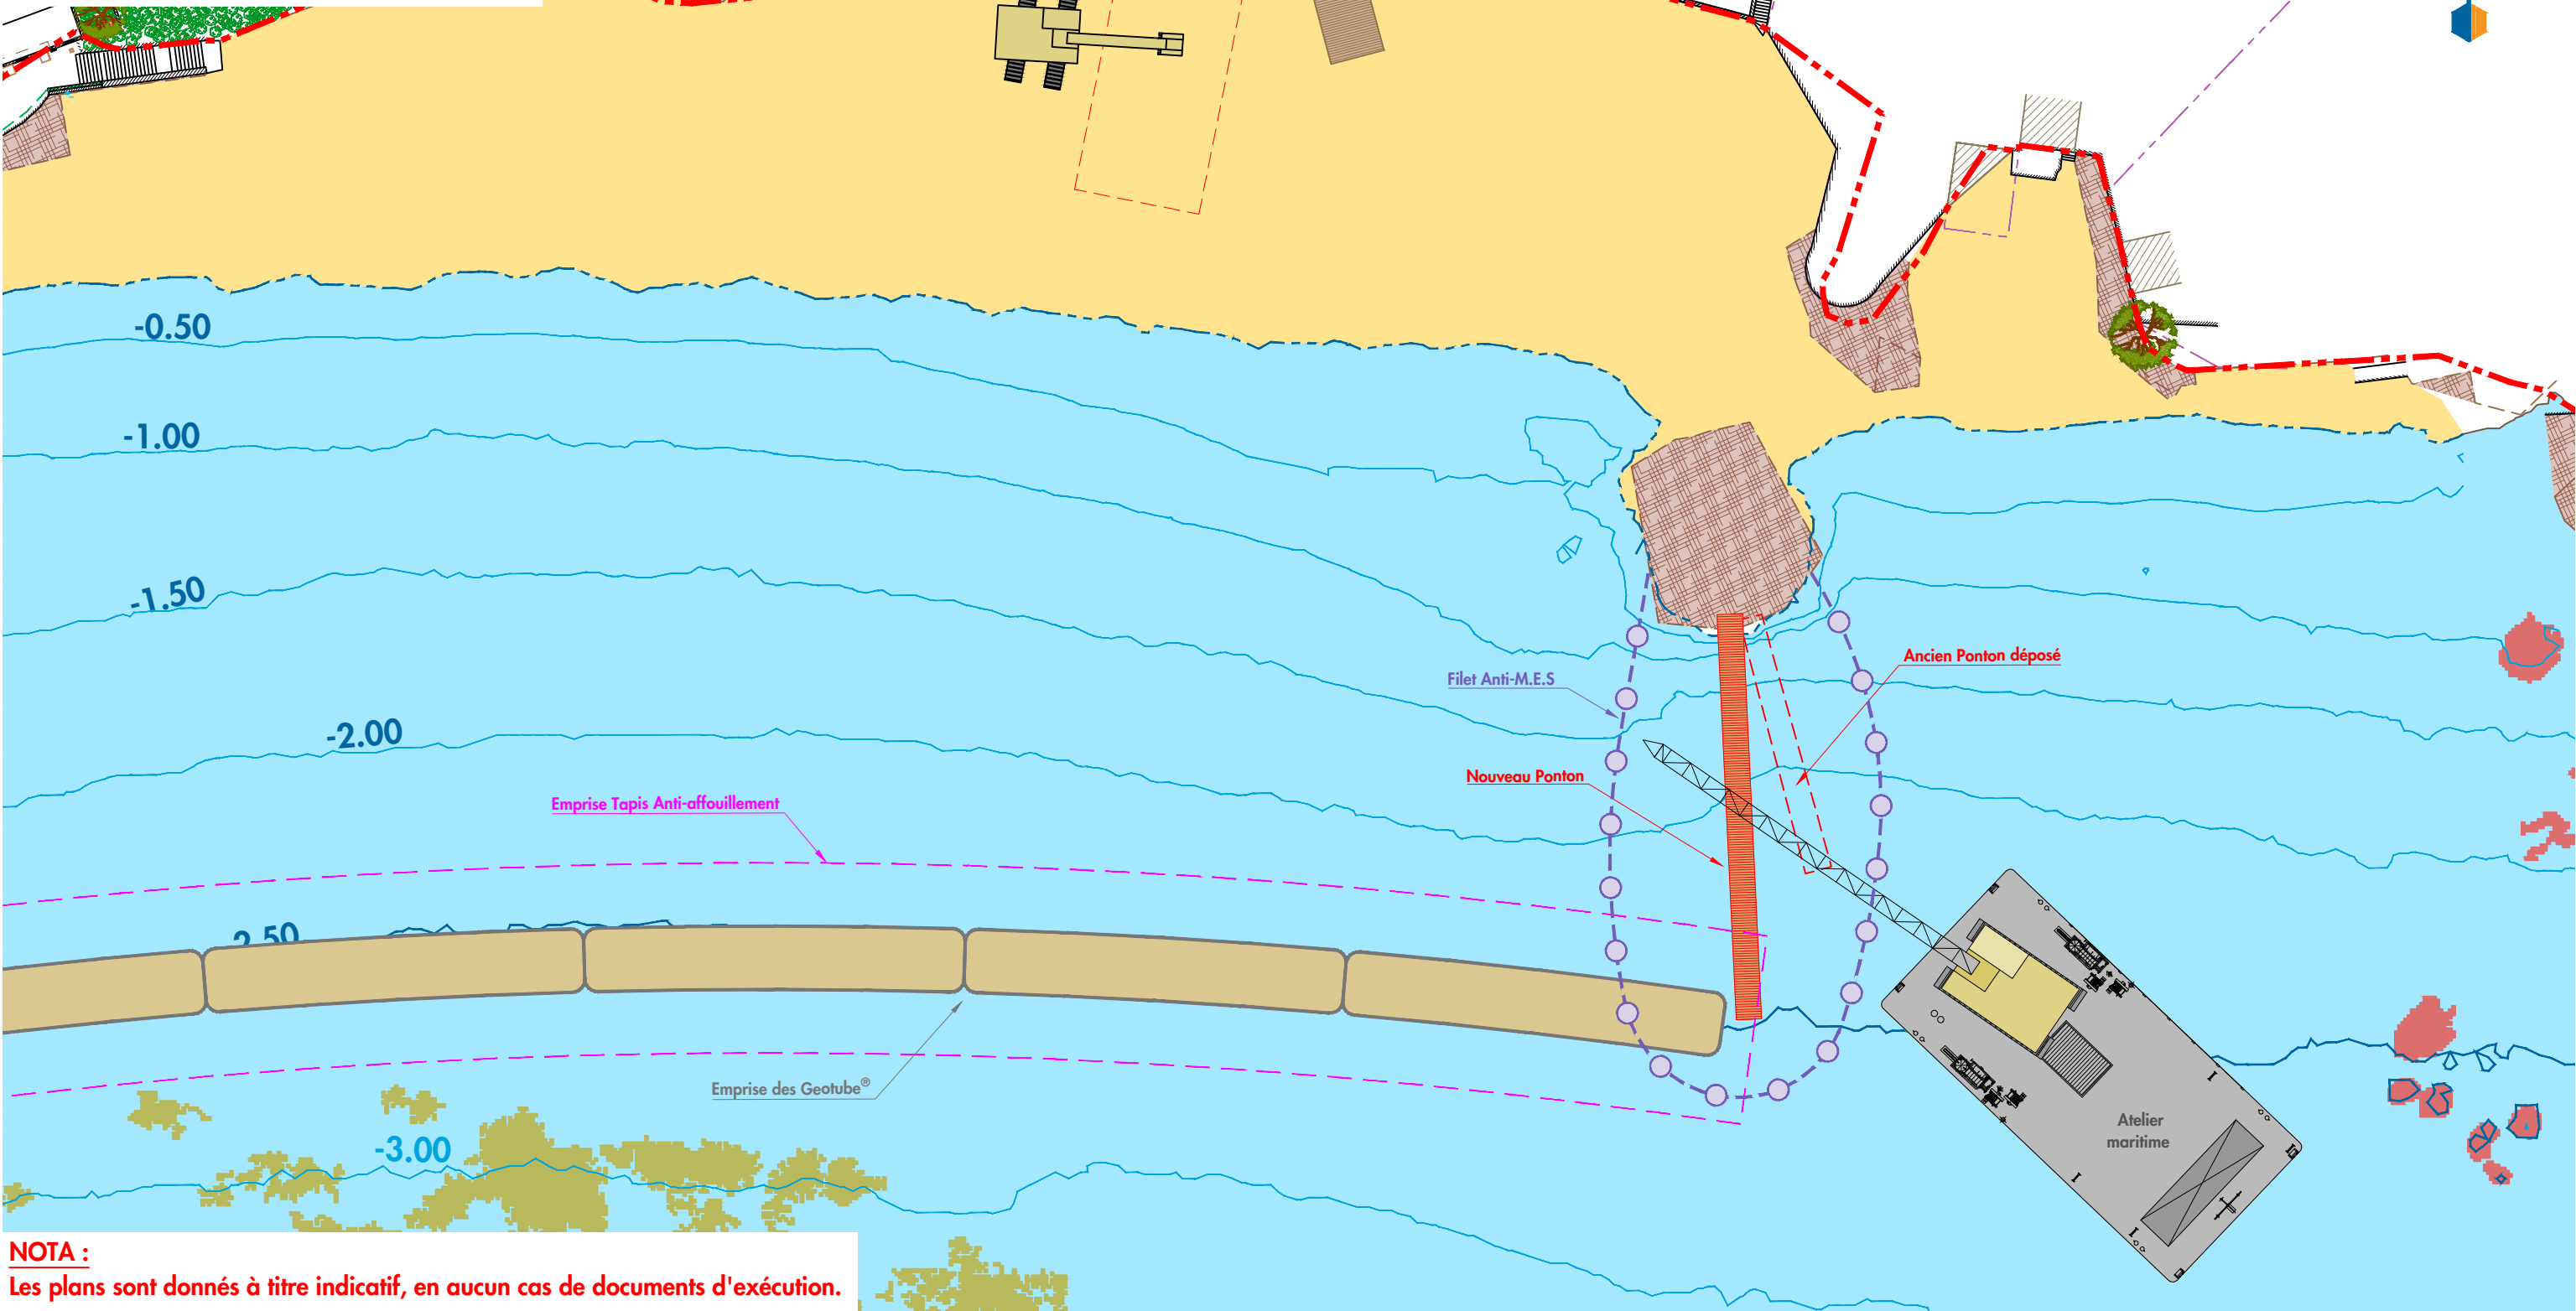 -0.50
-1.00
-1.50
-2.00
Filet Anti-M.E.S
Ancien Ponton déposé
Nouveau Ponton
Emprise Tapis Anti-affouillement
2.50
Emprise des Geotube®
-3.00
Atelier
maritime
NOTA :
Les plans sont donnés à titre indicatif, en aucun cas de documents d'exécution.